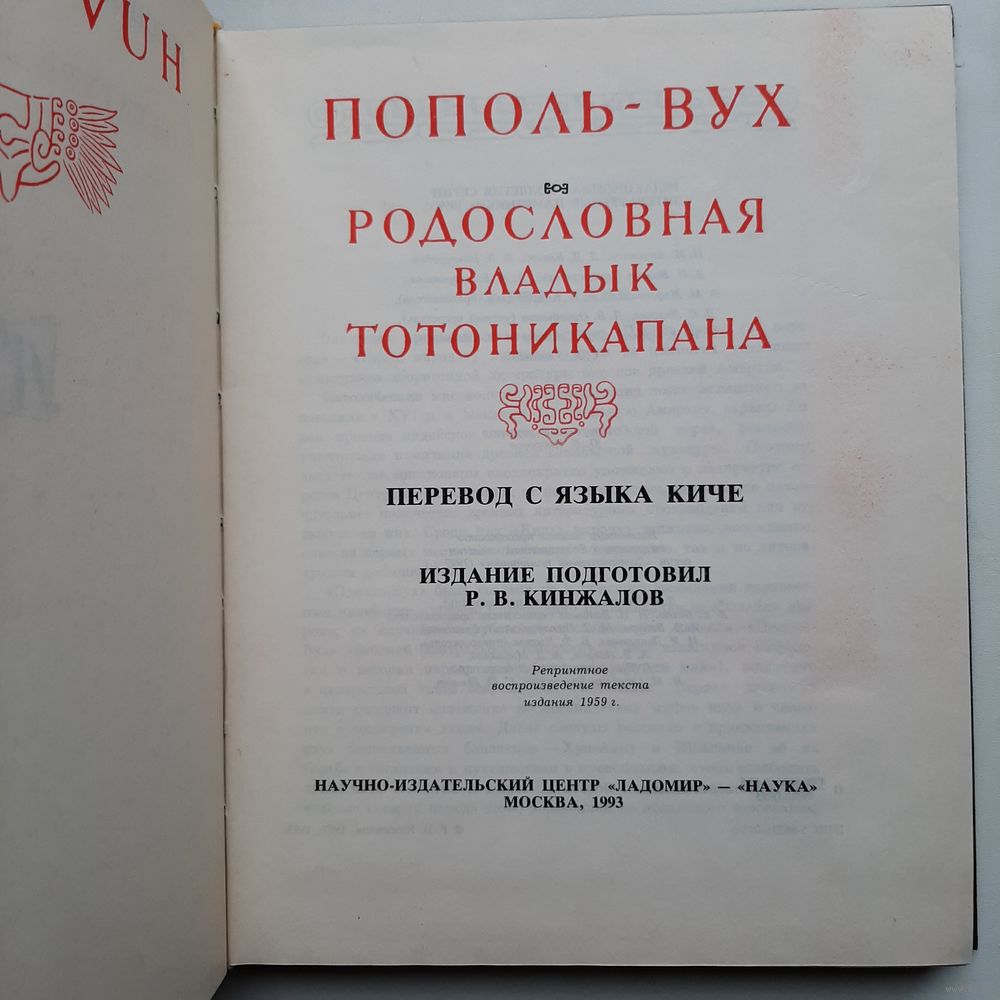 VUH
ПОПОЛЬ-ВУХ
РОДОСЛОВНАЯ
ВЛАДЫК
ТОТОНИКАПАНА
ПЕРЕВОД С ЯЗЫКА КИЧЕ
ИЗДАНИЕ ПОДГОТОВИЛ
Р. В. КИНЖАЛОВ
Репринтное
воспроизведение текста
издания 1959 г.
НАУЧНО-ИЗДАТЕЛЬСКИЙ ЦЕНТР «ЛАДОМИР» — «НАУКА»
МОСКВА, 1993